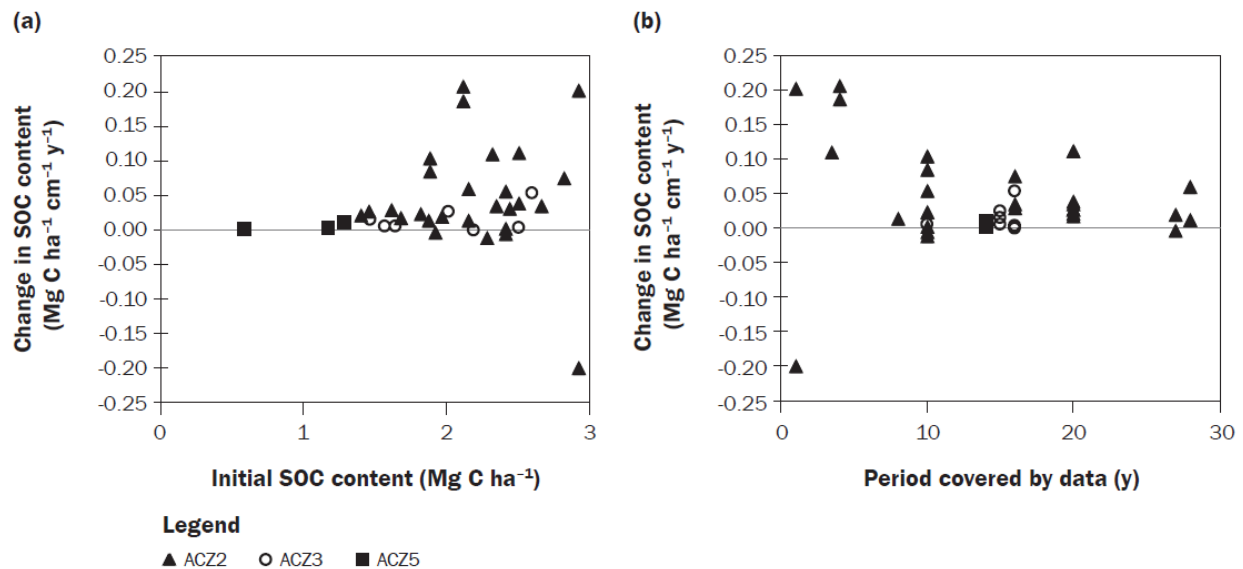 (a)
Change in SOC content
(Mg C ha⁻¹ cm⁻¹ y⁻¹)
0.25
0.20
0.15
0.10
0.05
0.00
-0.05
-0.10
-0.15
-0.20
-0.25
0 1 2 3
Initial SOC content (Mg C ha⁻¹)
(b)
Change in SOC content
(Mg C ha⁻¹ cm⁻¹ y⁻¹)
0.25
0.20
0.15
0.10
0.05
0.00
-0.05
-0.10
-0.15
-0.20
-0.25
0 10 20 30
Period covered by data (y)
Legend
ACZ2 ACZ3 ACZ5